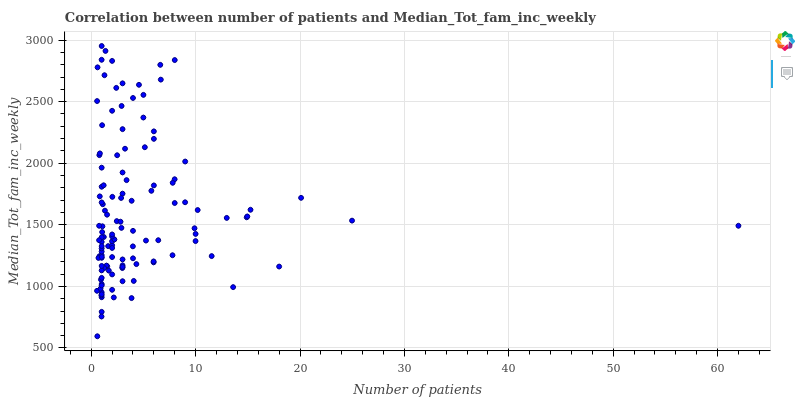 Correlation between number of patients and Median_Tot_fam_inc_weekly
3000
2500
2000
1500
1000
500
Median_Tot_fam_inc_weekly
0 10 20 30 40 50 60
Number of patients